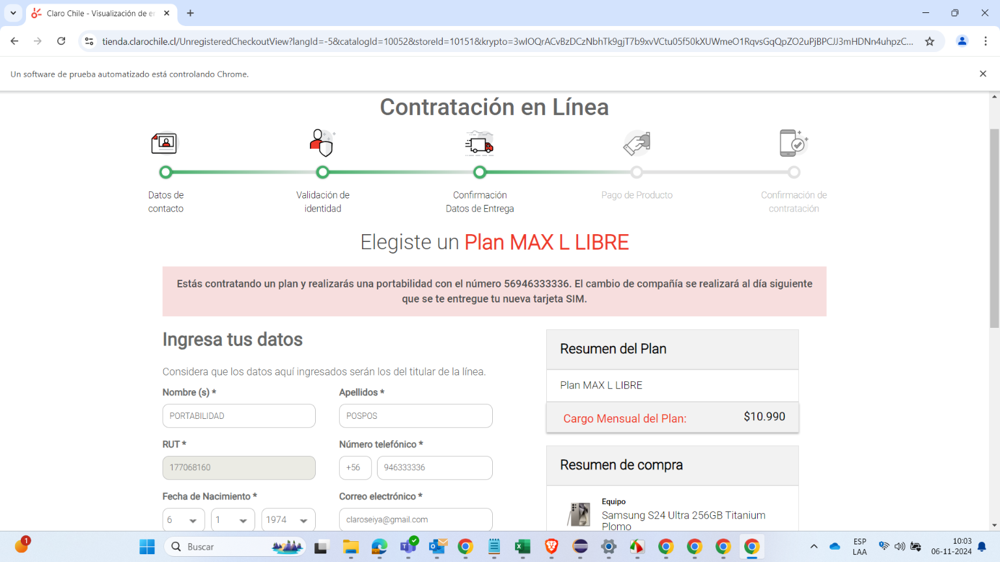 Claro Chile - Visualización de e
tienda.clarochile.cl/UnregisteredCheckoutView?langId=-5&catalogId=10052&storeId=10151&krypto=3wIOQrACvBzDCzNbhTk9gjT7b9xvVCtu05f50kXUWmeO1RqvsGqQpZO2uPjBPCJJ3mHDNn4uhpzC...
Un software de prueba automatizado está controlando Chrome.
Contratación en Línea
Datos de
contacto
Validación de
identidad
Confirmación
Datos de Entrega
Pago de Producto
Confirmación de
contratación
Elegiste un Plan MAX L LIBRE
Estás contratando un plan y realizarás una portabilidad con el número 56946333336. El cambio de compañía se realizará al día siguiente
que se te entregue tu nueva tarjeta SIM.
Ingresa tus datos
Considera que los datos aquí ingresados serán los del titular de la línea.
Nombre (s) *
Apellidos *
PORTABILIDAD
POSPOS
RUT *
Número telefónico *
177068160
+56
946333336
Fecha de Nacimiento *
Correo electrónico *
6
1
1974
claroseiya@gmail.com
Resumen del Plan
Plan MAX L LIBRE
Cargo Mensual del Plan:
$10.990
Resumen de compra
Equipo
Samsung S24 Ultra 256GB Titanium
Plomo
1
Buscar
ESP
LAA
10:03
06-11-2024